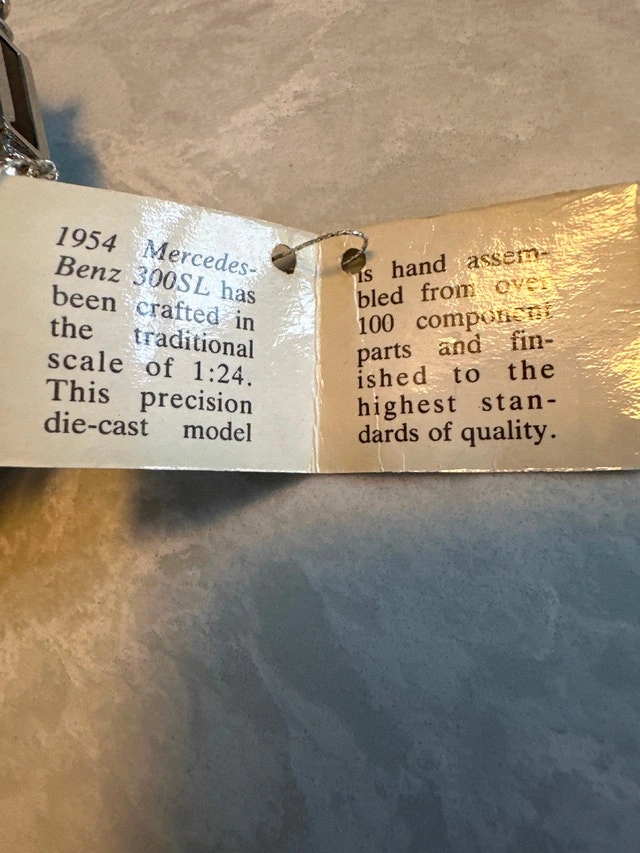 1954 Mercedes-
Benz 300SL has
been crafted in
the traditional
scale of 1:24.
This precision
die-cast model
is hand assem-
bled from over
100 component
parts and fin-
ished to the
highest stan-
dards of quality.